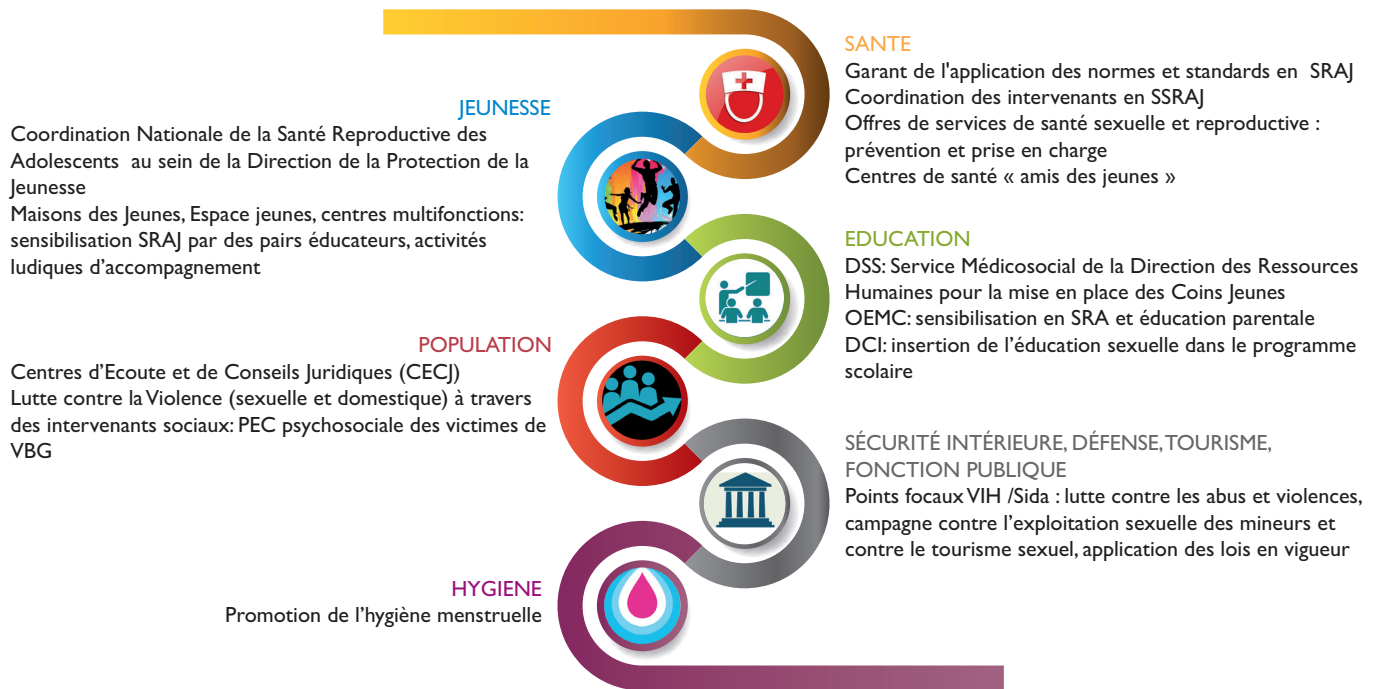 SANTE
Garant de l'application des normes et standards en SRAJ
Coordination des intervenants en SSRAJ
Offres de services de santé sexuelle et reproductive :
prévention et prise en charge
Centres de santé « amis des jeunes »
JEUNESSE
Coordination Nationale de la Santé Reproductive des
Adolescents au sein de la Direction de la Protection de la
Jeunesse
Maisons des Jeunes, Espace jeunes, centres multifonctions:
sensibilisation SRAJ par des pairs éducateurs, activités
ludiques d’accompagnement
EDUCATION
DSS: Service Médicosocial de la Direction des Ressources
Humaines pour la mise en place des Coins Jeunes
OEMC: sensibilisation en SRA et éducation parentale
DCI: insertion de l’éducation sexuelle dans le programme
scolaire
POPULATION
Centres d’Ecoute et de Conseils Juridiques (CECJ)
Lutte contre la Violence (sexuelle et domestique) à travers
des intervenants sociaux: PEC psychosociale des victimes de
VBG
SÉCURITÉ INTÉRIEURE, DÉFENSE, TOURISME,
FONCTION PUBLIQUE
Points focaux VIH /Sida : lutte contre les abus et violences,
campagne contre l’exploitation sexuelle des mineurs et
contre le tourisme sexuel, application des lois en vigueur
HYGIENE
Promotion de l’hygiène menstruelle